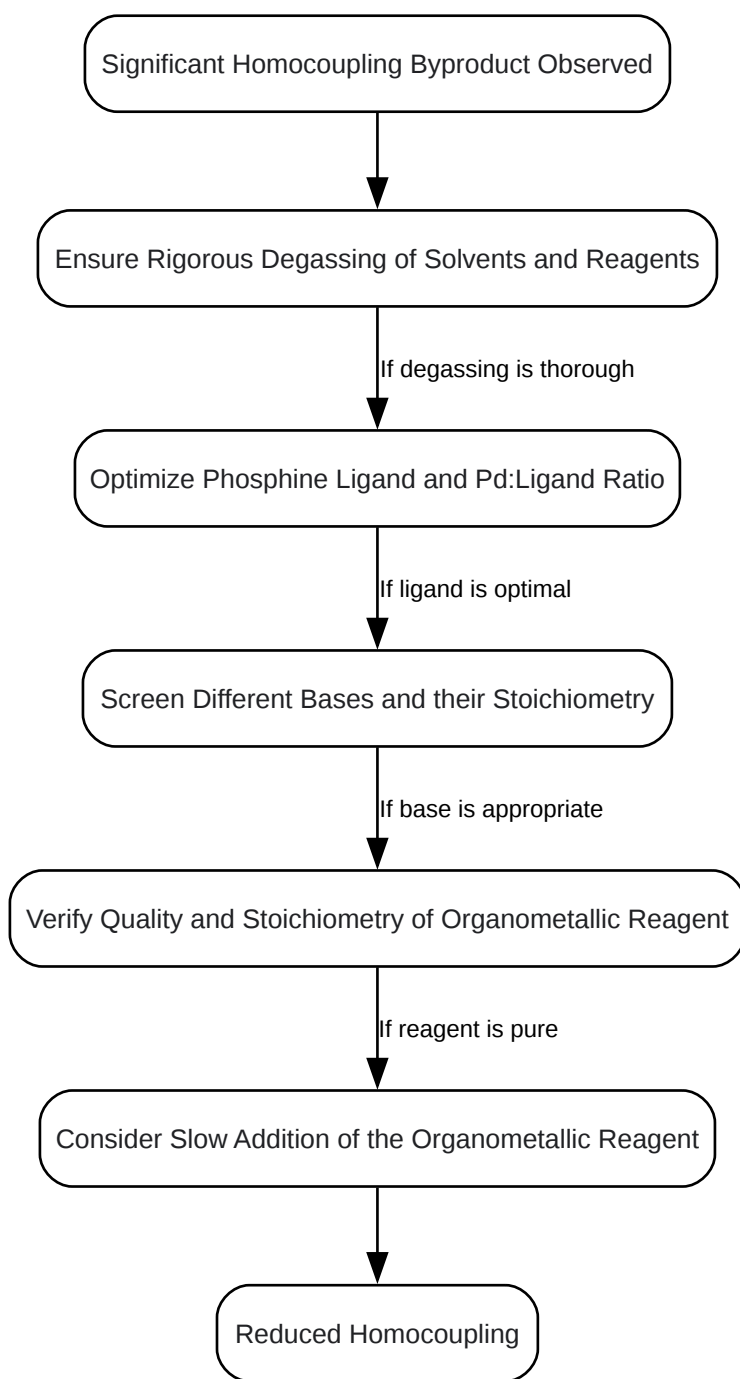 Significant Homocoupling Byproduct Observed
Ensure Rigorous Degassing of Solvents and Reagents
If degassing is thorough
Optimize Phosphine Ligand and Pd:Ligand Ratio
If ligand is optimal
Screen Different Bases and their Stoichiometry
If base is appropriate
Verify Quality and Stoichiometry of Organometallic Reagent
If reagent is pure
Consider Slow Addition of the Organometallic Reagent
Reduced Homocoupling